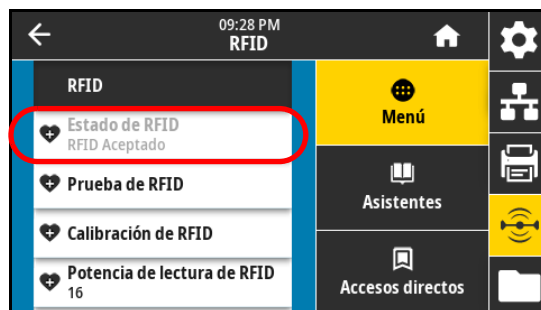 09:28 PM
RFID
RFID
Estado de RFID
RFID Aceptado
Prueba de RFID
Calibración de RFID
Potencia de lectura de RFID
16
Menú
Asistentes
Accesos directos